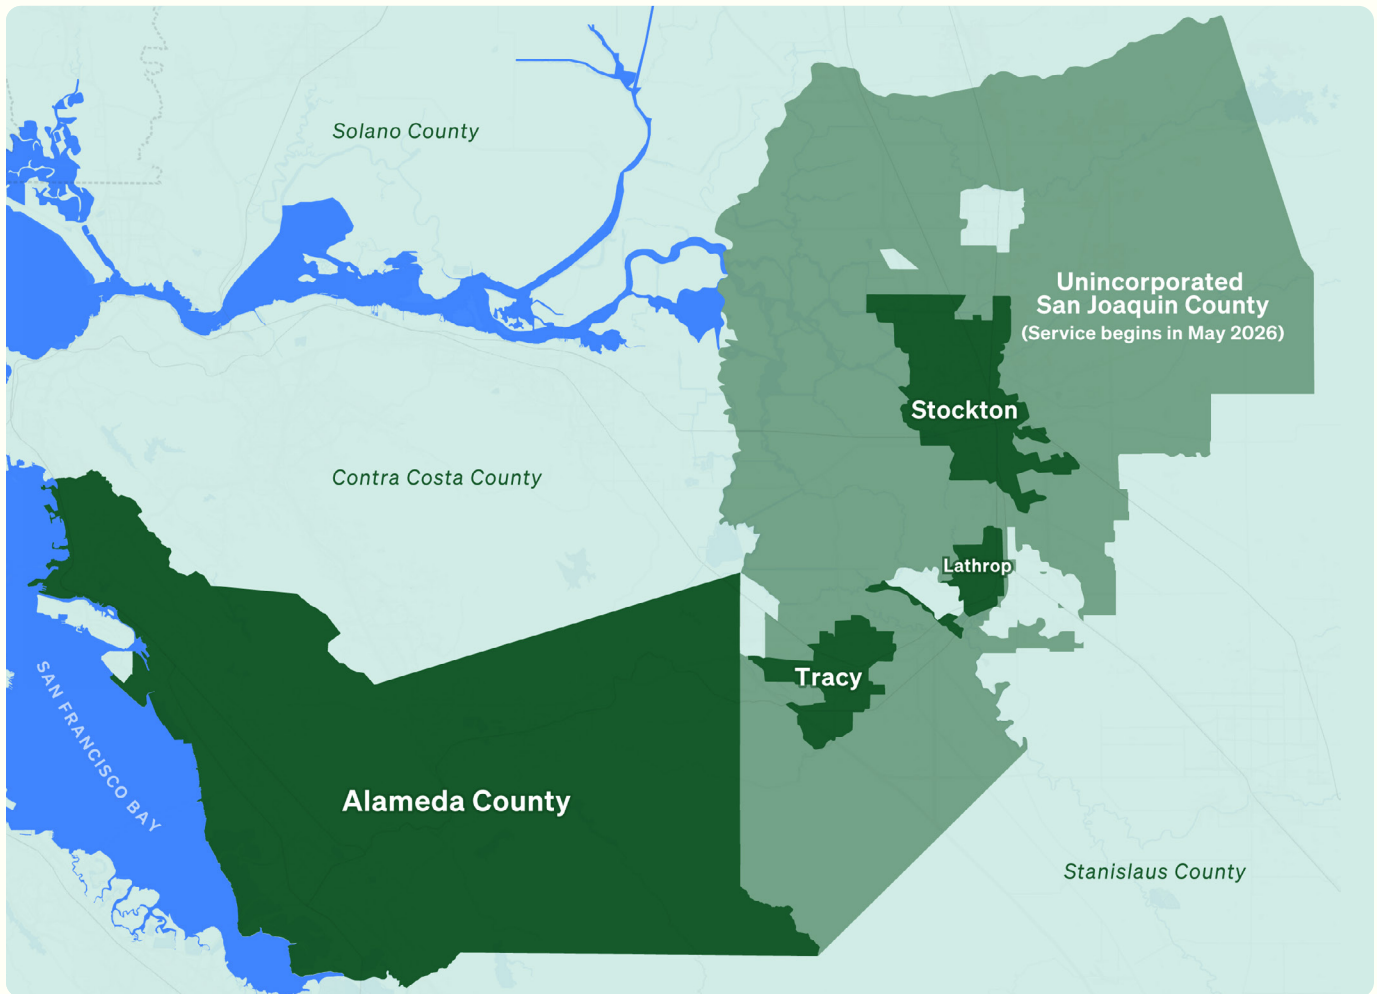 Solano County
Unincorporated
San Joaquin County
(Service begins in May 2026)
Stockton
Contra Costa County
Lathrop
Tracy
SAN FRANCISCO BAY
Alameda County
Stanislaus County